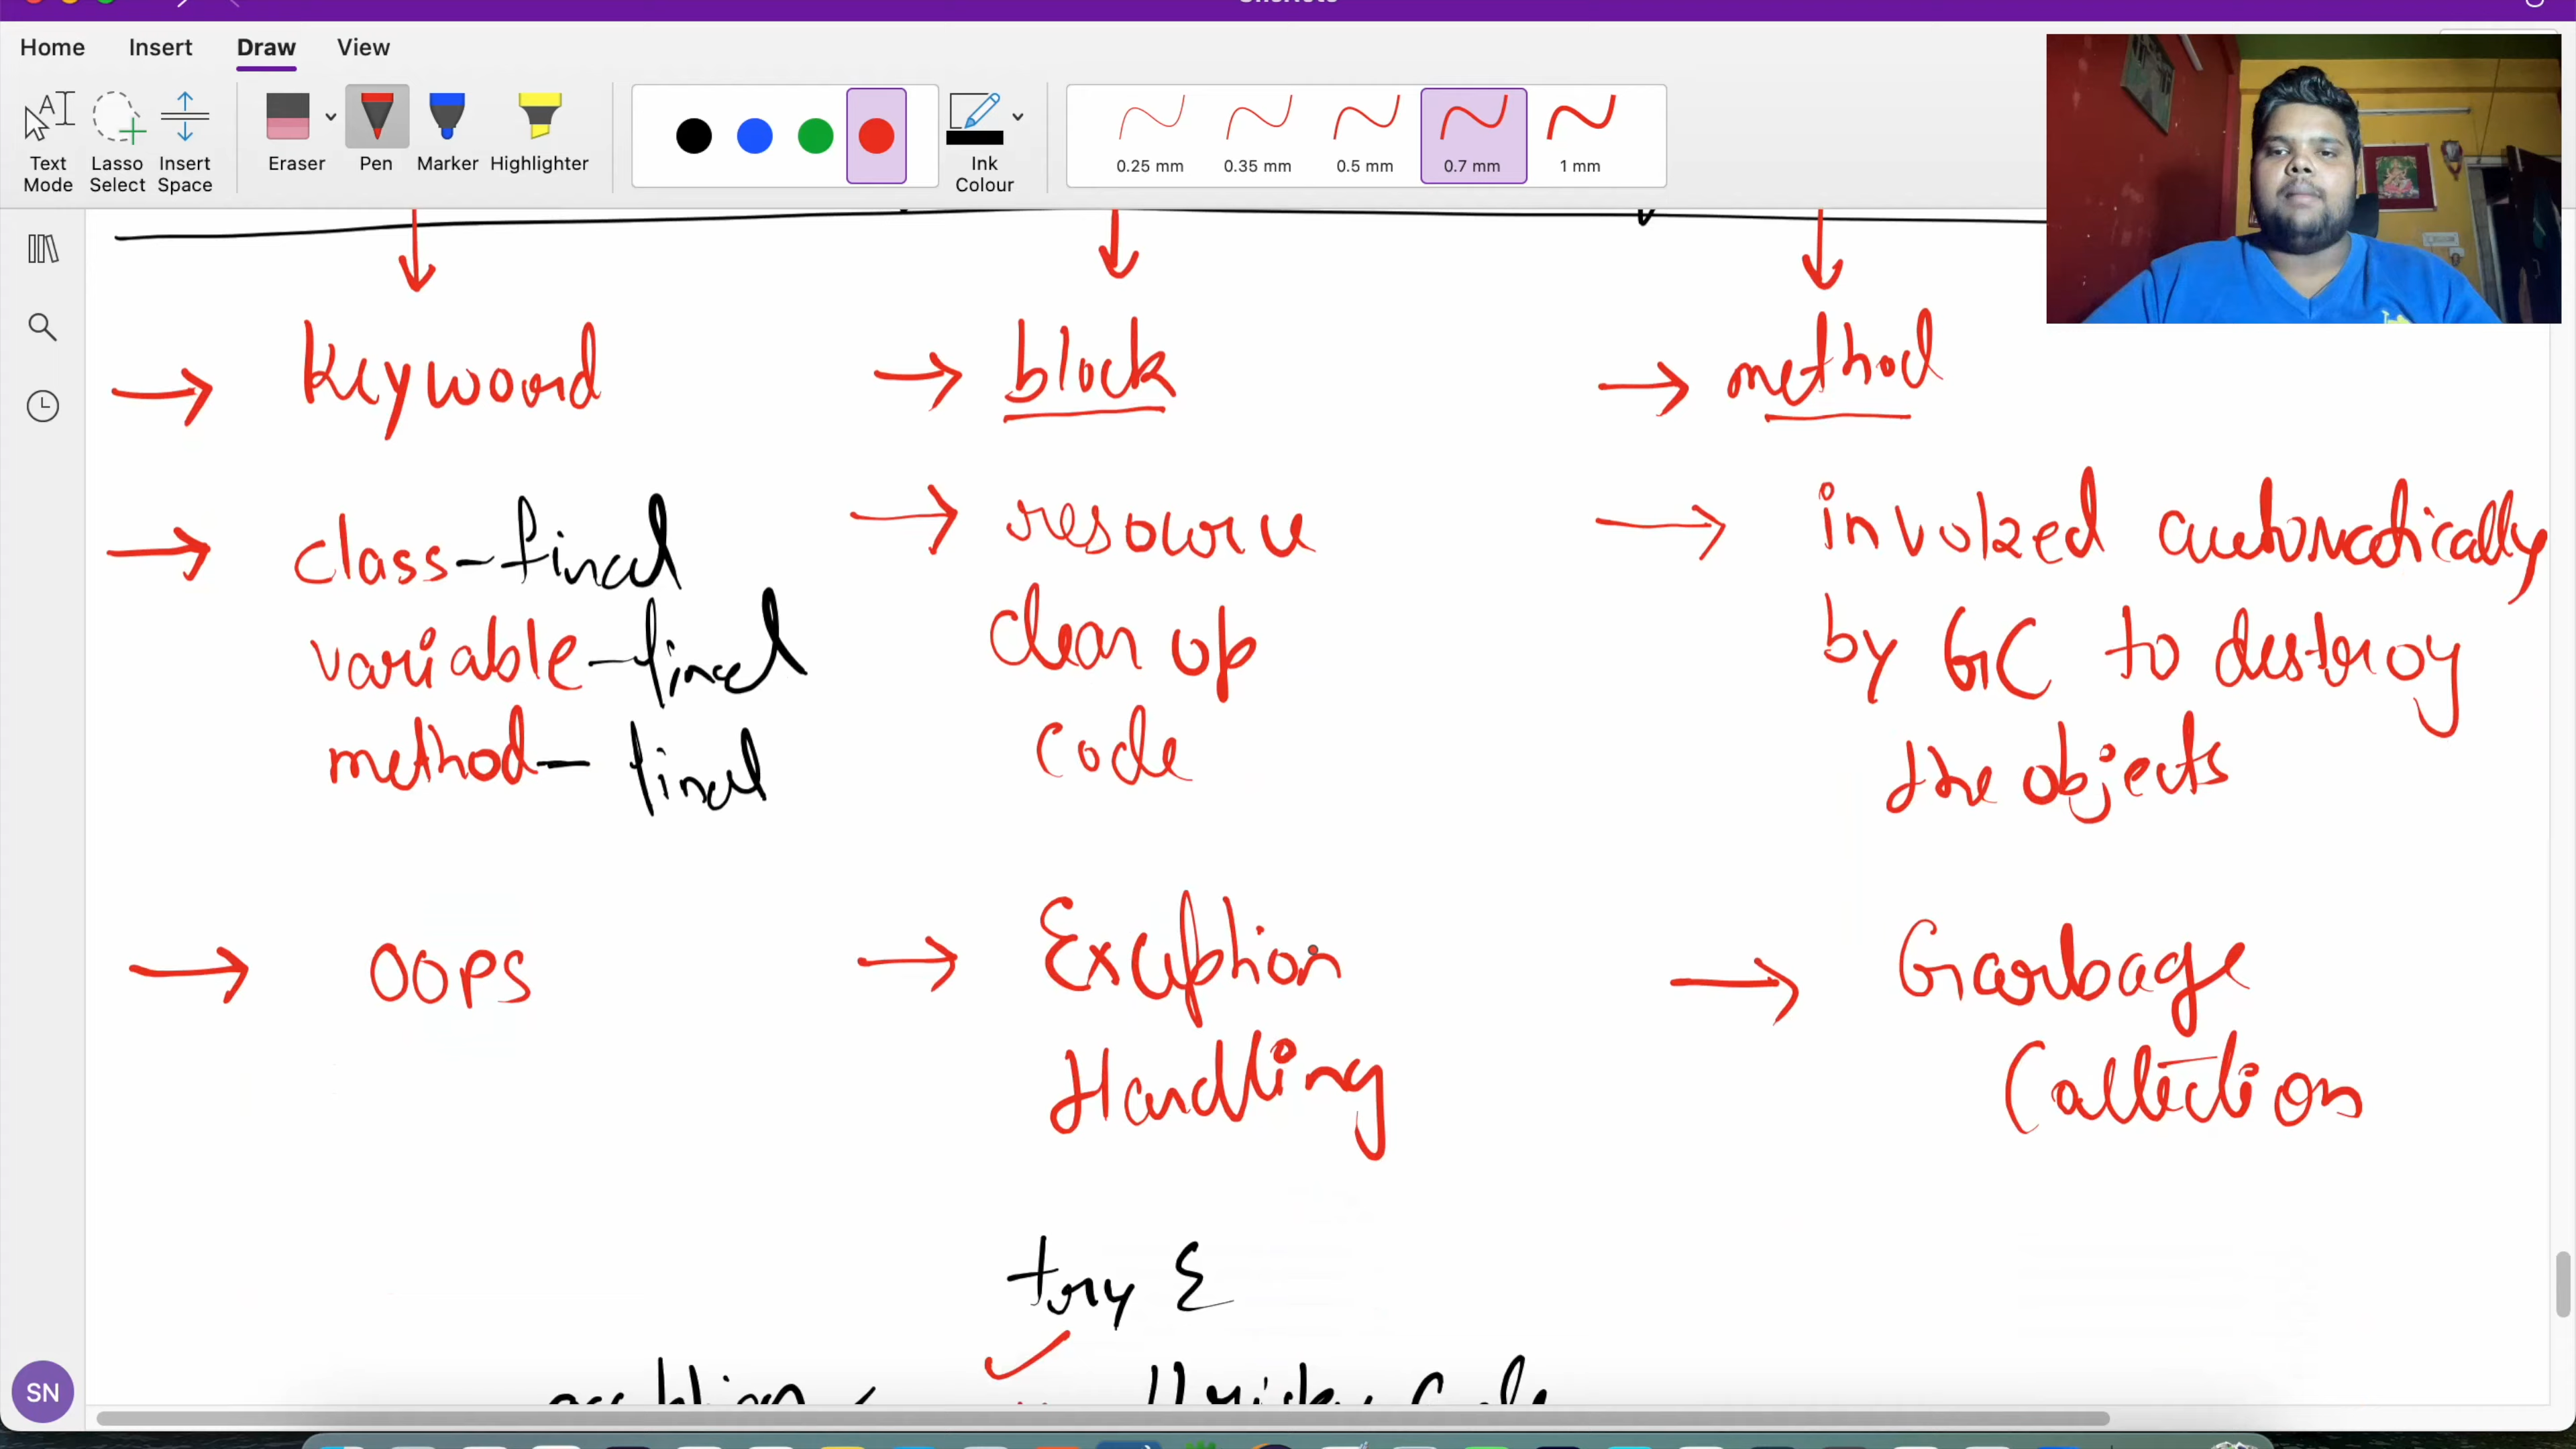 Home Insert Draw View
Text Mode Lasso Select Insert Space Eraser Pen Marker Highlighter Ink Colour 0.25 mm 0.35 mm 0.5 mm 0.7 mm 1 mm
keyword block method
class-final resource invoked automatically
variable-final clean up by GC to destroy
method-final code the objects
OOPS Exception Garbage
Handling Collection
try {
SN